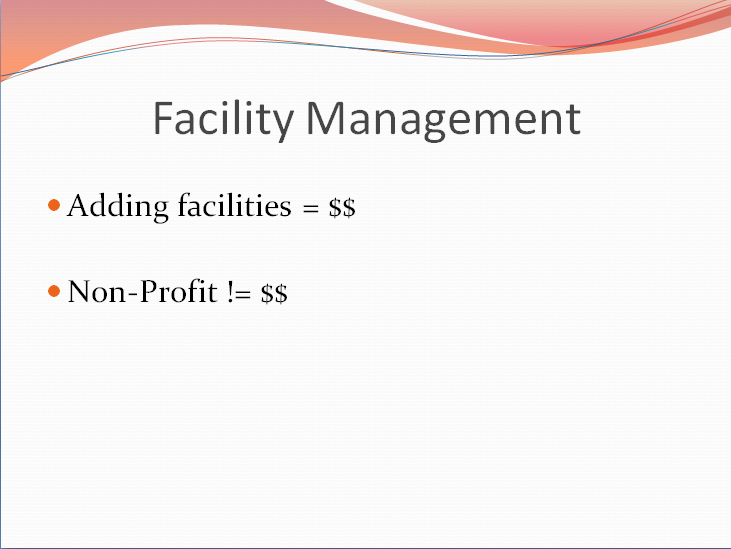 Facility Management
Adding facilities = $$
Non-Profit != $$